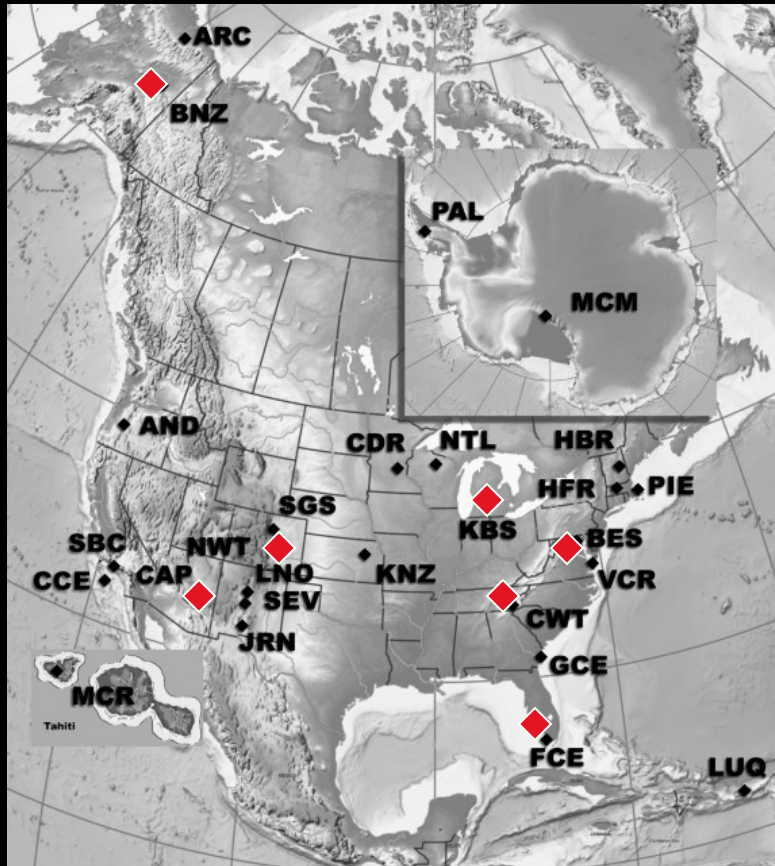 ARC
BNZ
PAL
MCM
AND
CDR
NTL
HBR
HFR
PIE
SGS
KBS
SBC
NWT
BES
CCE
CAP
LNO
KNZ
VCR
SEV
CWT
JRN
GCE
MCR
Tahiti
FCE
LUQ